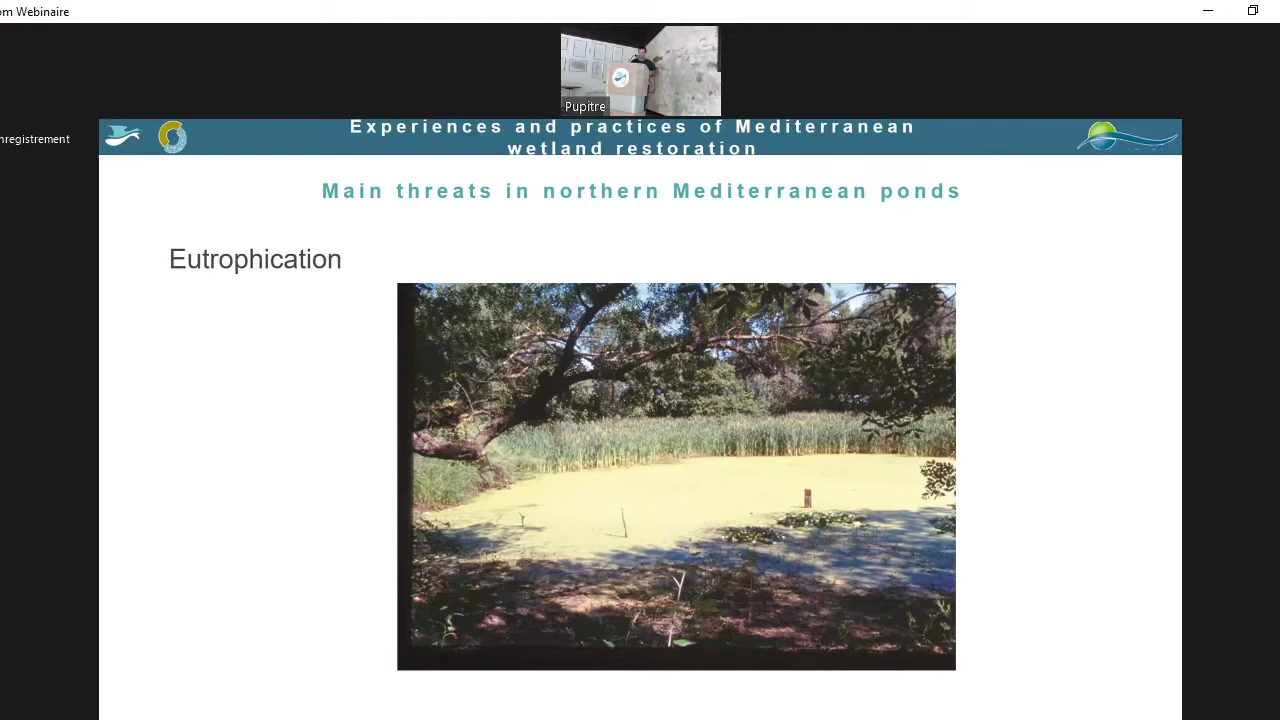 om Webinaire
Pupitre
nregistrement
Experiences and practices of Mediterranean
wetland restoration
Main threats in northern Mediterranean ponds
Eutrophication